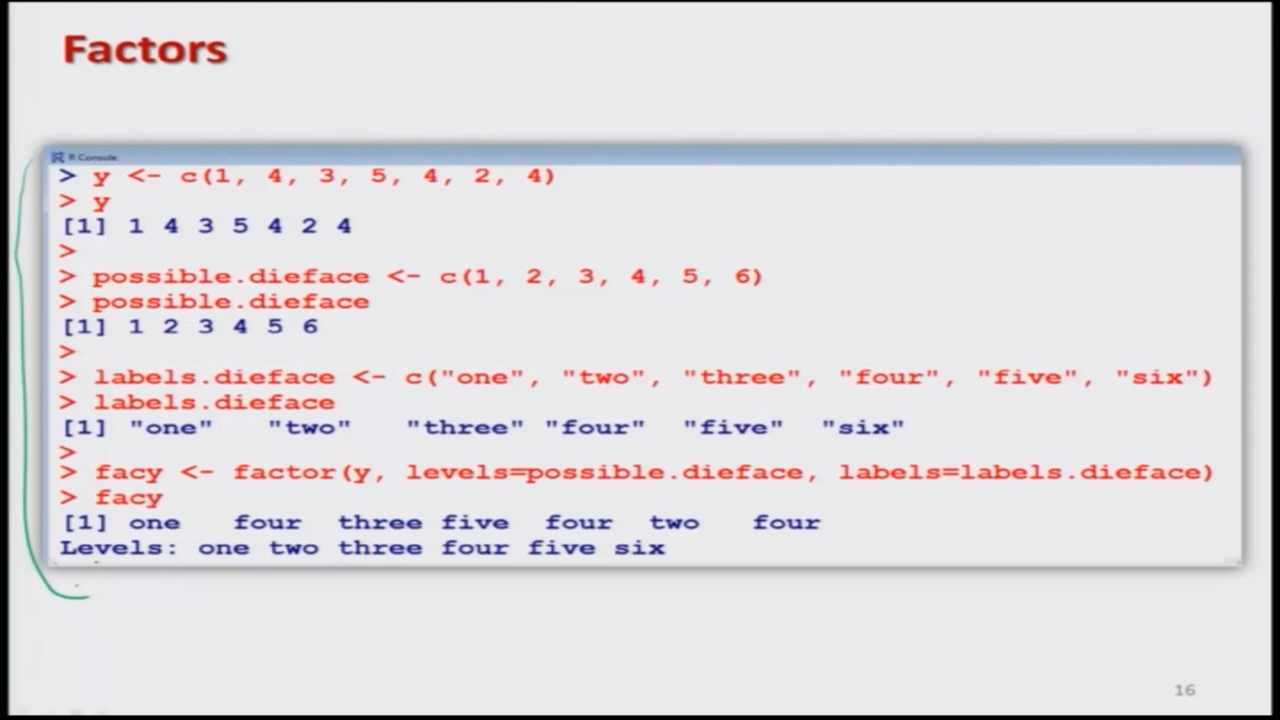 Factors
R Console
> y <- c(1, 4, 3, 5, 4, 2, 4)
> y
[1] 1 4 3 5 4 2 4
>
> possible.dieface <- c(1, 2, 3, 4, 5, 6)
> possible.dieface
[1] 1 2 3 4 5 6
>
> labels.dieface <- c("one", "two", "three", "four", "five", "six")
> labels.dieface
[1] "one"   "two"   "three" "four"  "five"  "six"
>
> facy <- factor(y, levels=possible.dieface, labels=labels.dieface)
> facy
[1] one   four  three five  four  two   four
Levels: one two three four five six
16